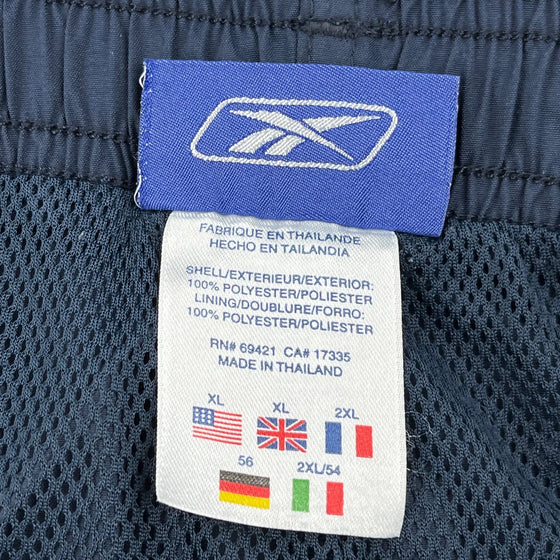 FABRIQUE EN THAILANDE
HECHO EN TAILANDIA
SHELL/EXTERIEUR/EXTERIOR:
100% POLYESTER/POLIESTER
LINING/DOUBLURE/FORRO:
100% POLYESTER/POLIESTER
RN# 69421 CA# 17335
MADE IN THAILAND
XL XL 2XL
56 2XL/54